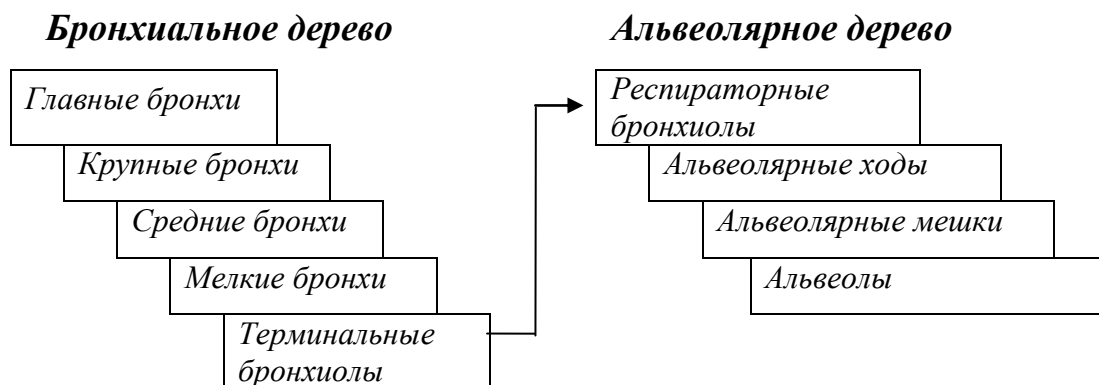 Бронхиальное дерево
Главные бронхи
Крупные бронхи
Средние бронхи
Мелкие бронхи
Терминальные
бронхиолы
Альвеолярное дерево
Респираторные
бронхиолы
Альвеолярные ходы
Альвеолярные мешки
Альвеолы